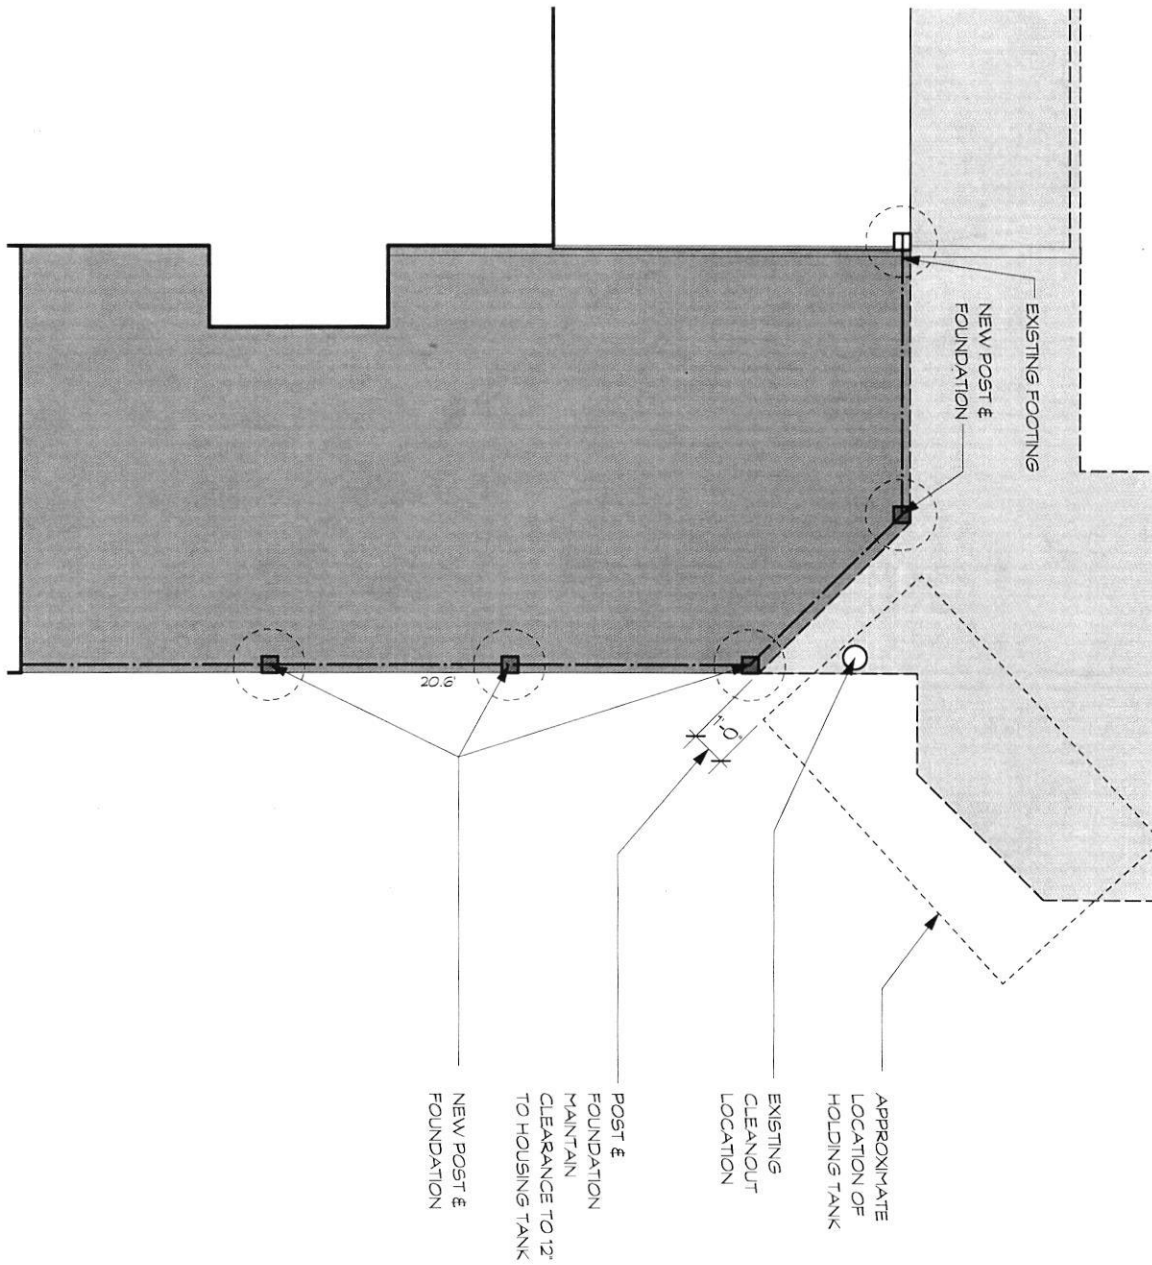 EXISTING FOOTING
NEW POST &
FOUNDATION
20.6'
1'-0"
APPROXIMATE
LOCATION OF
HOLDING TANK
EXISTING
CLEANOUT
LOCATION
POST &
FOUNDATION
MAINTAIN
CLEARANCE TO 12"
TO HOUSING TANK
NEW POST &
FOUNDATION